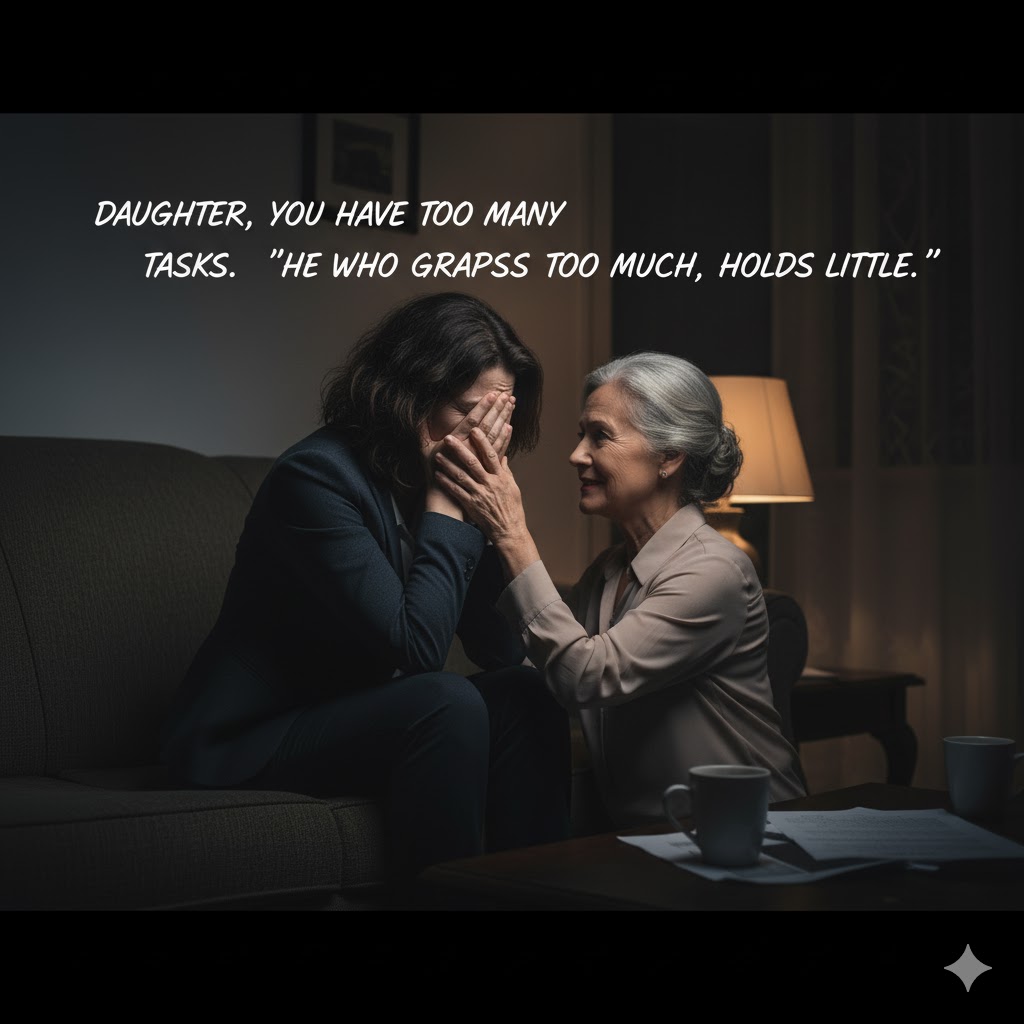 DAUGHTER, YOU HAVE TOO MANY
TASKS. "HE WHO GRAPSS TOO MUCH, HOLDS LITTLE."